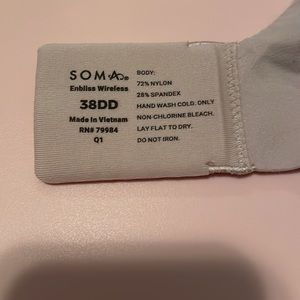 SOMA
Enbliss Wireless
38DD
Made in Vietnam
RN# 79984
Q1
BODY:
72% NYLON
28% SPANDEX
HAND WASH COLD. ONLY
NON-CHLORINE BLEACH.
LAY FLAT TO DRY.
DO NOT IRON.